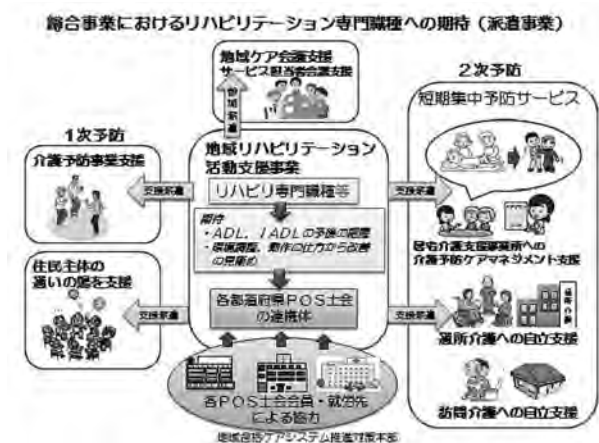 総合事業におけるリハビリテーション専門職種への期待（派遣事業）
地域ケア会議支援
サービス担当者会議支援
参加派遣
1次予防
介護予防事業支援
支援派遣
住民主体の
通いの場を支援
支援派遣
地域リハビリテーション
活動支援事業
リハビリ専門職種等
期待
・ADL、IADLの予後の把握
・環境調整、動作の仕方から改善
の見極め
各都道府県POS士会
の連携体
各POS士会会員・就労先
による協力
2次予防
短期集中予防サービス
支援派遣
居宅介護支援事業所への
介護予防ケアマネジメント支援
支援派遣
通所介護
通所介護への自立支援
訪問介護への自立支援
地域包括ケアシステム推進対策本部